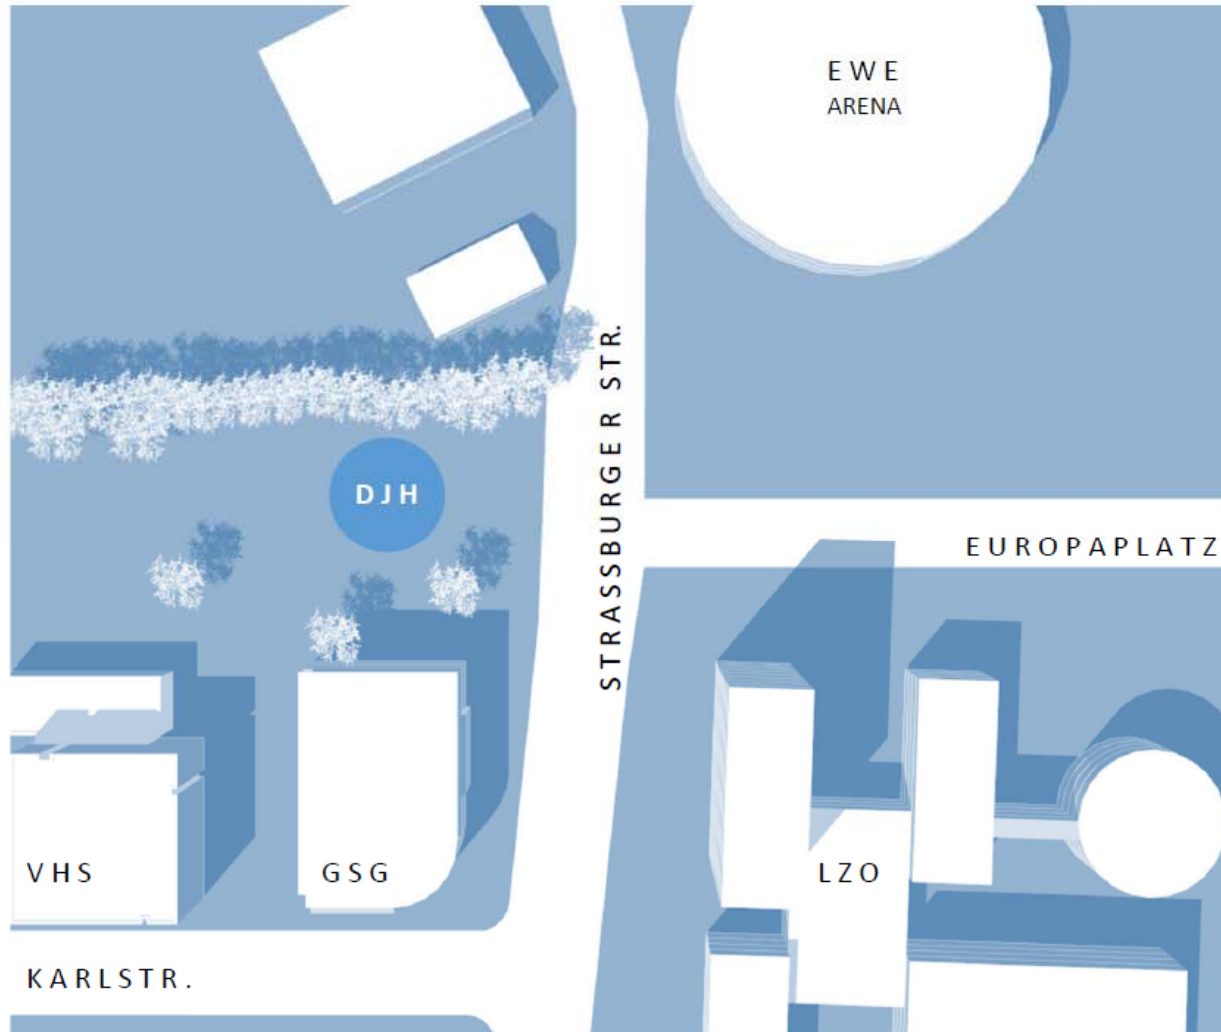 EWE
ARENA
STRASSBURGER STR.
DJH
EUROPAPLATZ
VHS
GSG
LZO
KARLSTR.